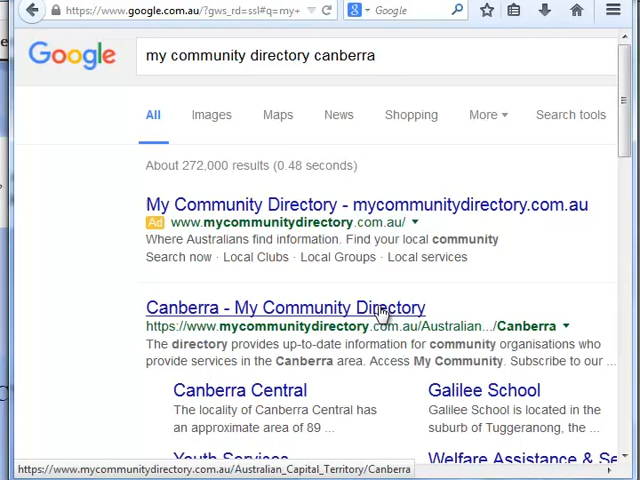 https://www.google.com.au/?gws_rd=ssl#q=my+
Google
Google
my community directory canberra
All Images Maps News Shopping More Search tools
About 272,000 results (0.48 seconds)
My Community Directory - mycommunitydirectory.com.au
Ad www.mycommunitydirectory.com.au/
Where Australians find information. Find your local community
Search now · Local Clubs · Local Groups · Local services
Canberra - My Community Directory
https://www.mycommunitydirectory.com.au/Australian.../Canberra
The directory provides up-to-date information for community organisations who
provide services in the Canberra area. Access My Community. Subscribe to our ...
Canberra Central
The locality of Canberra Central has
an approximate area of 89 ...
Galilee School
Galilee School is located in the
suburb of Tuggeranong, the ...
Youth Services
Welfare Assistance & Se
https://www.mycommunitydirectory.com.au/Australian_Capital_Territory/Canberra